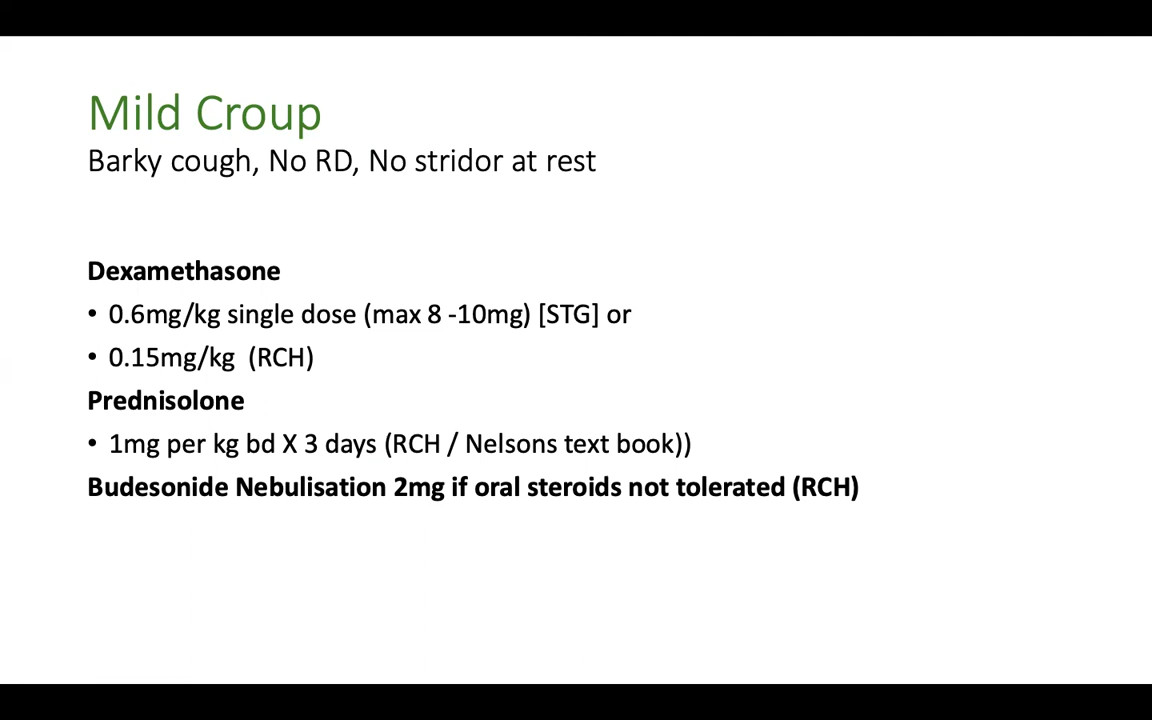 Mild Croup
Barky cough, No RD, No stridor at rest
Dexamethasone
• 0.6mg/kg single dose (max 8 -10mg) [STG] or
• 0.15mg/kg  (RCH)
Prednisolone
• 1mg per kg bd X 3 days (RCH / Nelsons text book))
Budesonide Nebulisation 2mg if oral steroids not tolerated (RCH)